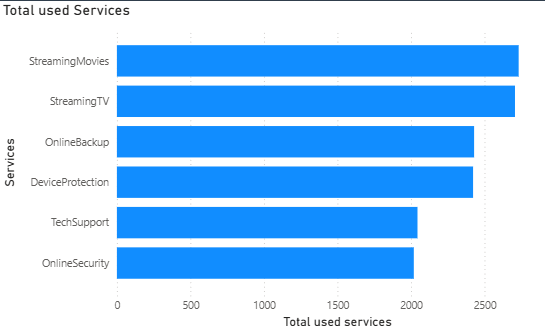 Total used Services
Services
StreamingMovies
StreamingTV
OnlineBackup
DeviceProtection
TechSupport
OnlineSecurity
0 500 1000 1500 2000 2500
Total used services